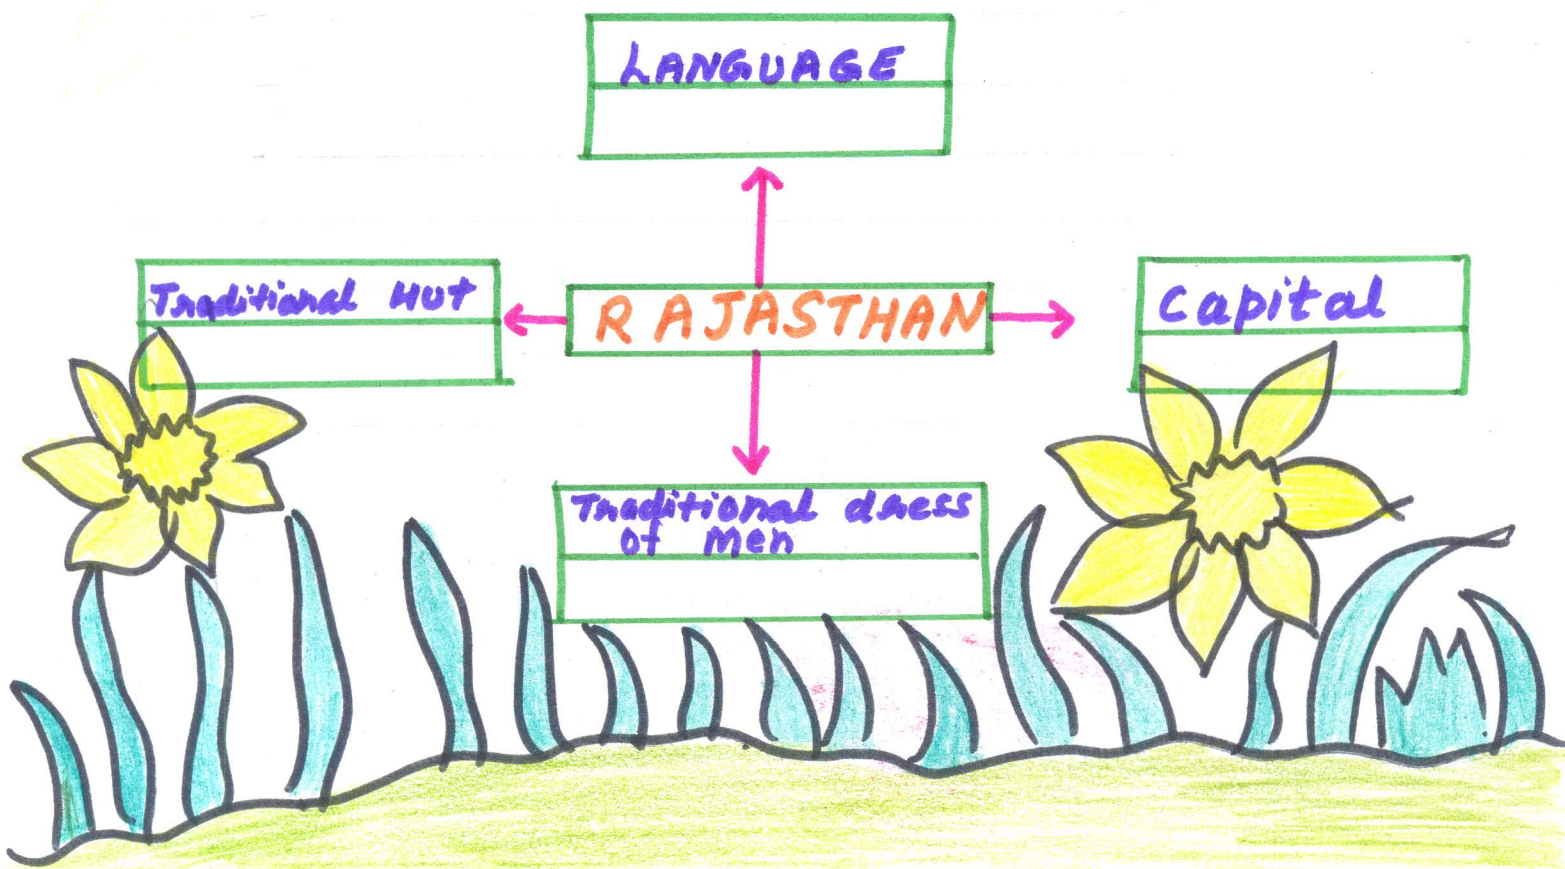 LANGUAGE
Traditional Hut
RAJASTHAN
Capital
Traditional dress
of men